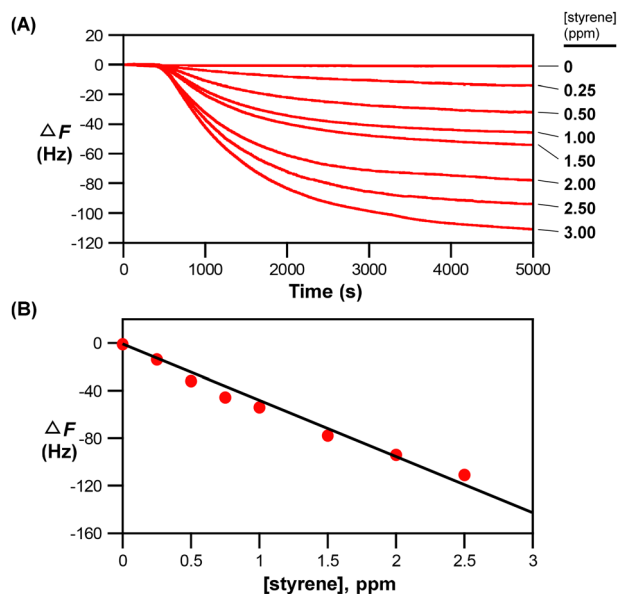 (A)
[styrene]
(ppm)
20
0
-20
-40
-60
-80
-100
-120
△F
(Hz)
0
0.25
0.50
1.00
1.50
2.00
2.50
3.00
0 1000 2000 3000 4000 5000
Time (s)
(B)
0
-40
-80
-120
-160
△F
(Hz)
0 0.5 1 1.5 2 2.5 3
[styrene], ppm